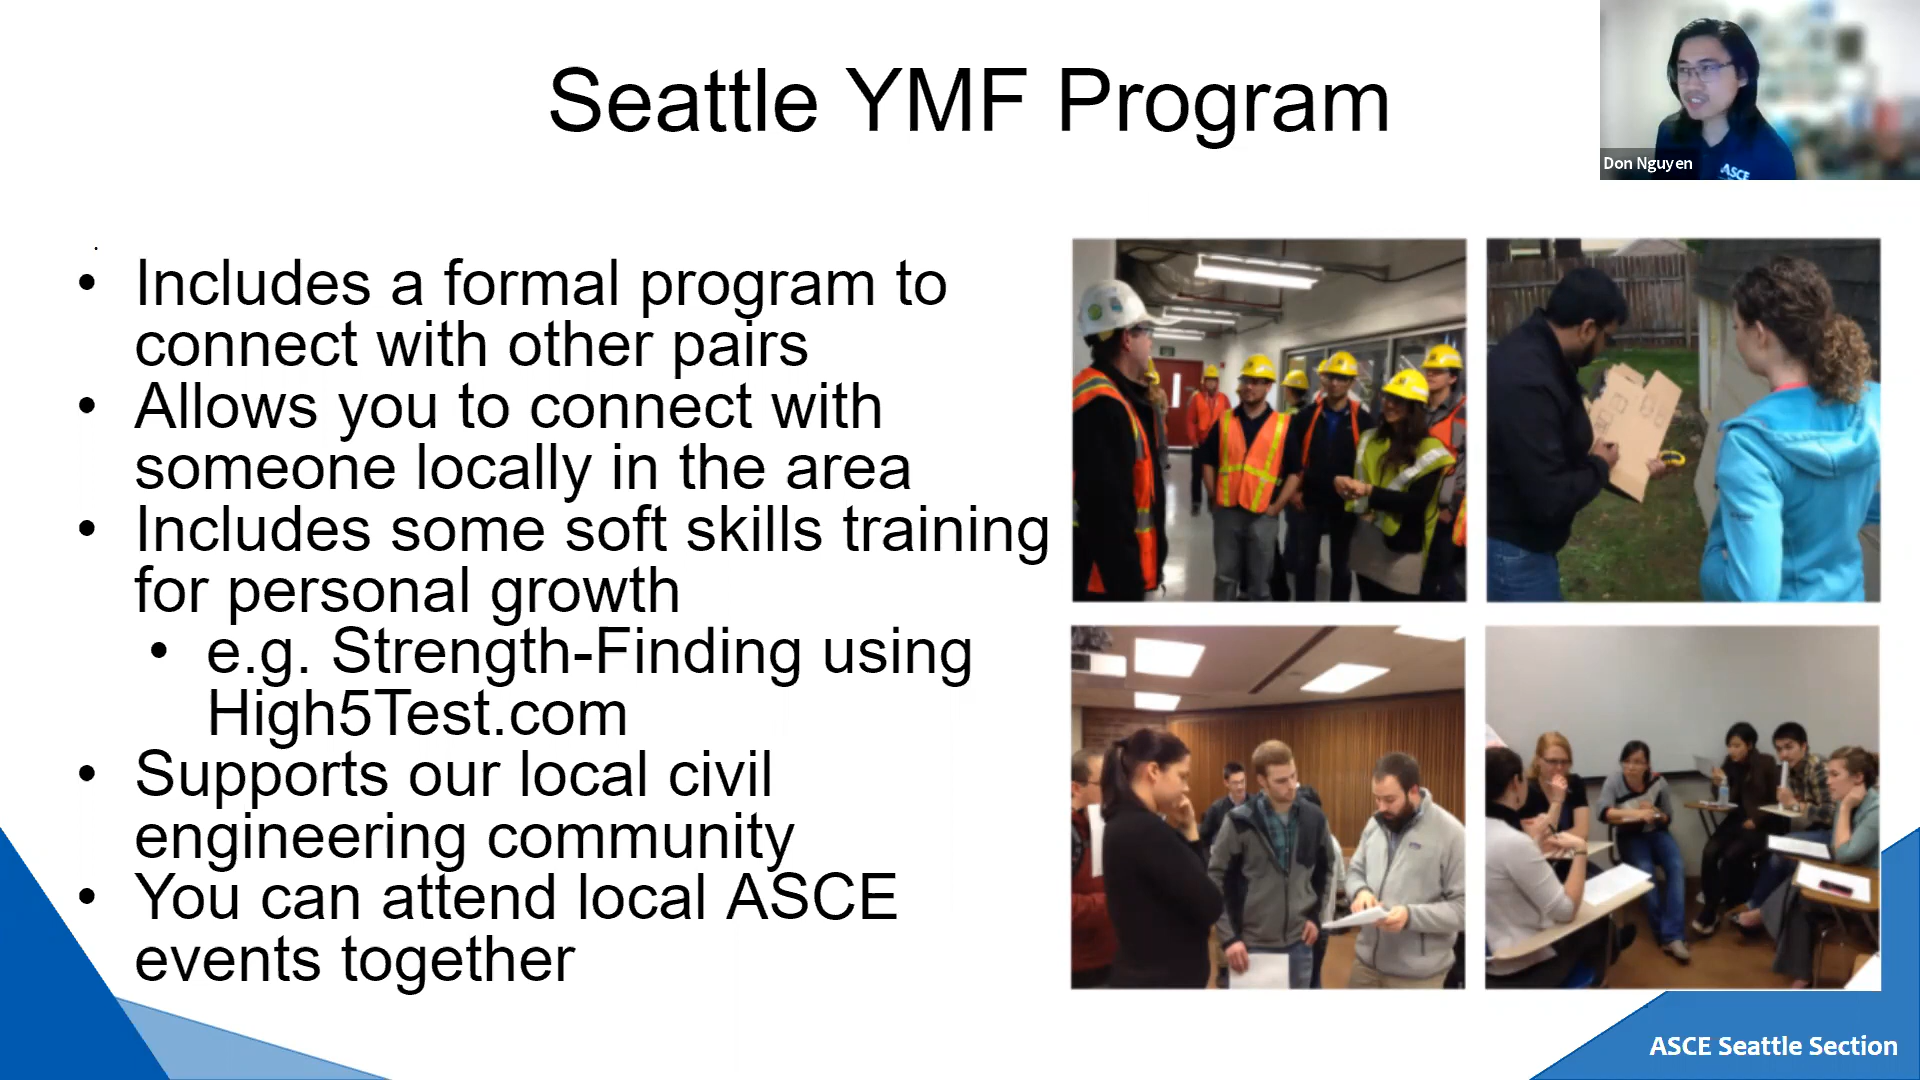 Seattle YMF Program
Don Nguyen
ASCE
• Includes a formal program to
connect with other pairs
• Allows you to connect with
someone locally in the area
• Includes some soft skills training
for personal growth
• e.g. Strength-Finding using
High5Test.com
• Supports our local civil
engineering community
• You can attend local ASCE
events together
ASCE Seattle Section